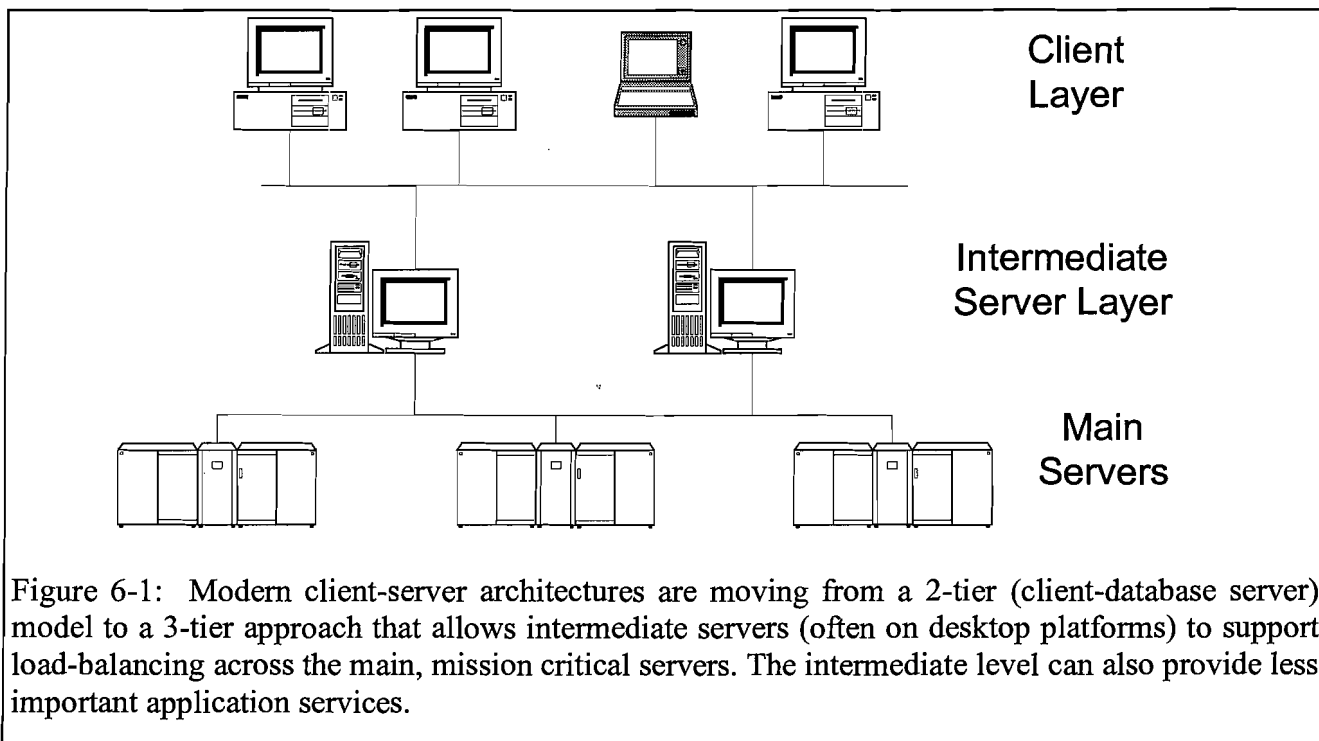 Client
Layer
Intermediate
Server Layer
Main
Servers
Figure 6-1: Modern client-server architectures are moving from a 2-tier (client-database server)
model to a 3-tier approach that allows intermediate servers (often on desktop platforms) to support
load-balancing across the main, mission critical servers. The intermediate level can also provide less
important application services.